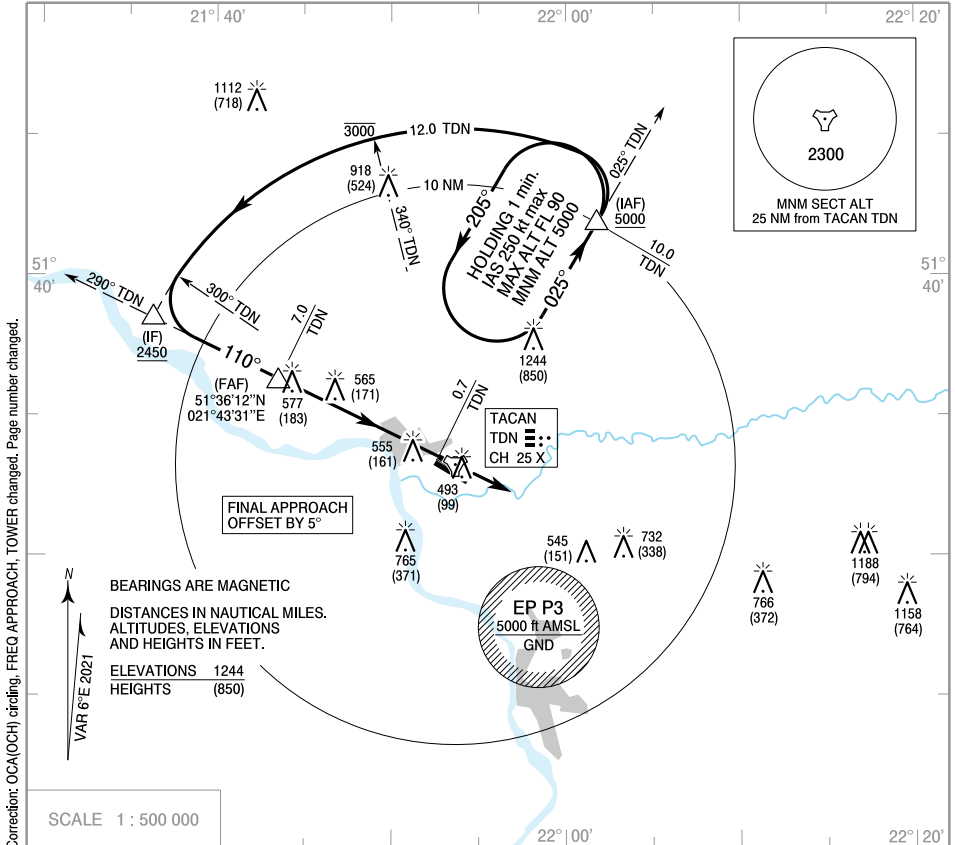 21° 40'
22° 00'
22° 20'
1112
(718)
3000
12.0 TDN
918
(524)
10 NM
340° TDN
025° TDN
2300
MNM SECT ALT
25 NM from TACAN TDN
205°
HOLDING 1 min.
IAS 250 kt max
MAX ALT FL 90
MNM ALT 5000
025°
(IAF)
5000
10.0
TDN
51°
40'
51°
40'
290° TDN
300° TDN
(IF)
2450
7.0
TDN
110°
(FAF)
51°36'12"N
021°43'31"E
577
(183)
565
(171)
1244
(850)
0.7
TDN
TACAN
TDN
CH 25 X
555
(161)
493
(99)
FINAL APPROACH
OFFSET BY 5°
765
(371)
545
(151)
732
(338)
1188
(794)
766
(372)
1158
(764)
EP P3
5000 ft AMSL
GND
N
VAR 6°E 2021
BEARINGS ARE MAGNETIC
DISTANCES IN NAUTICAL MILES.
ALTITUDES, ELEVATIONS
AND HEIGHTS IN FEET.
ELEVATIONS 1244
HEIGHTS (850)
SCALE 1 : 500 000
22° 00'
22° 20'
Correction: OCA(OCH) circling, FREQ APPROACH, TOWER changed. Page number changed.